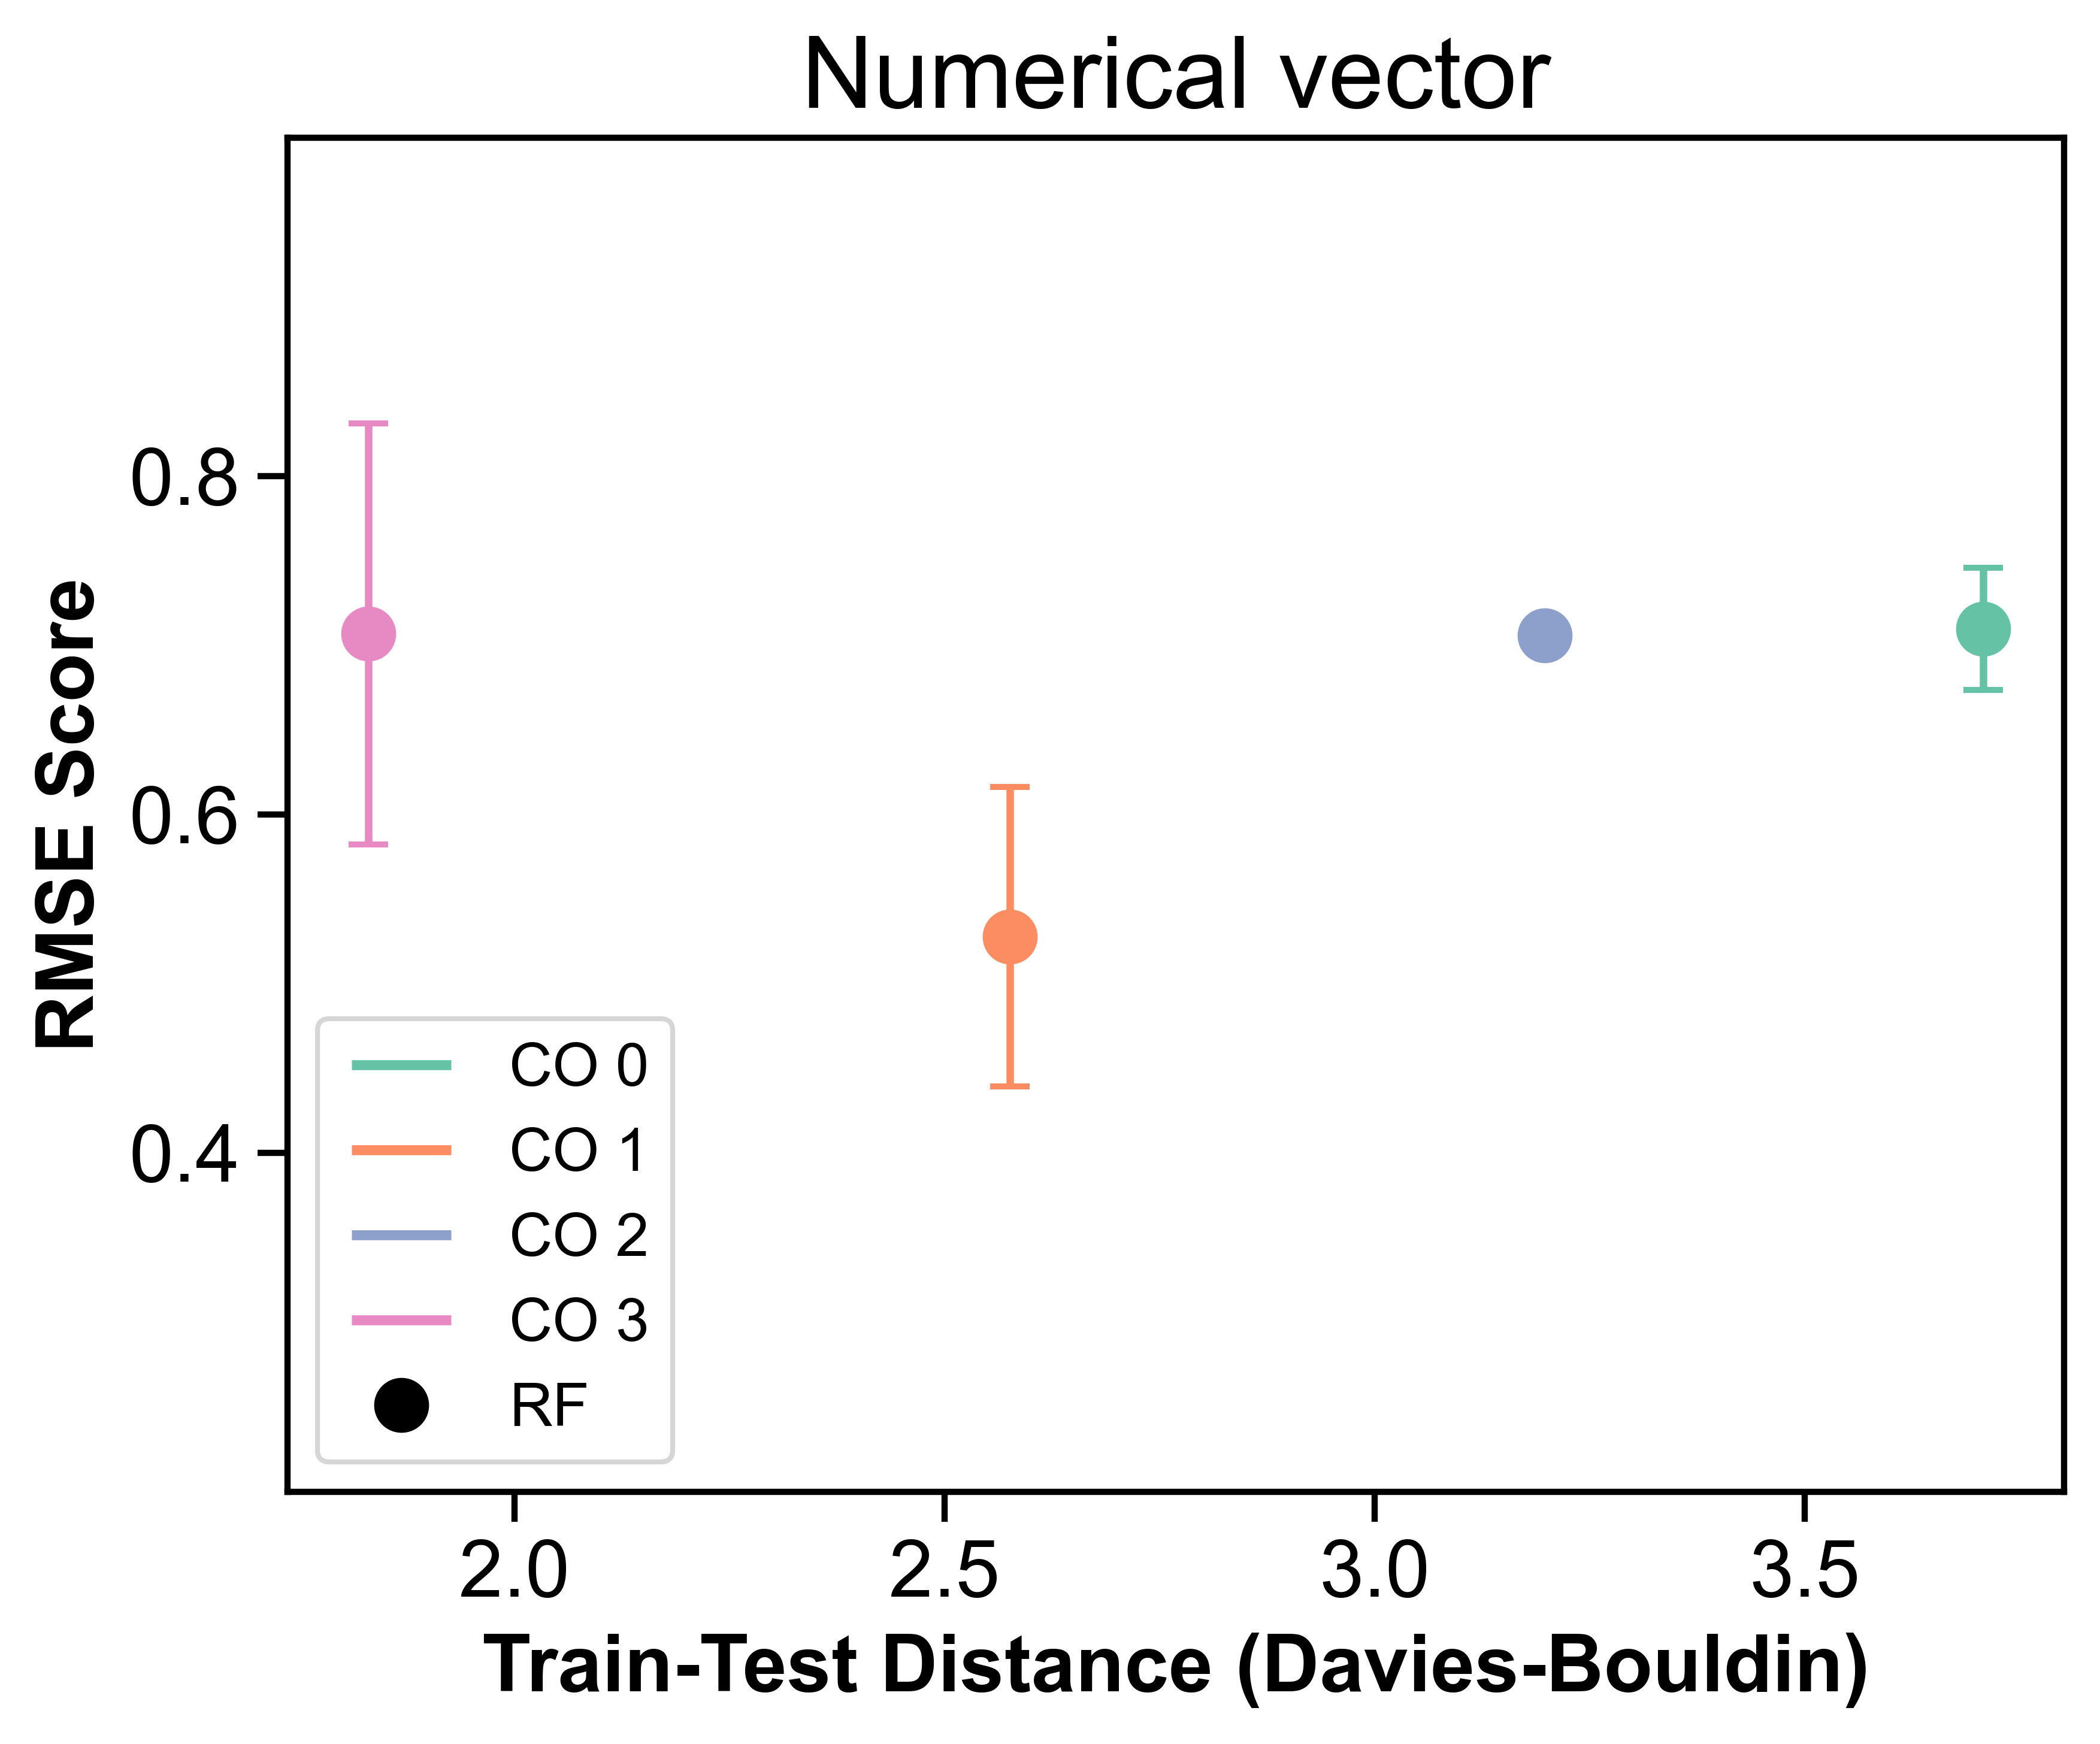 Numerical vector
RMSE Score
0.8
0.6
0.4
CO 0
CO 1
CO 2
CO 3
RF
2.0 2.5 3.0 3.5
Train-Test Distance (Davies-Bouldin)